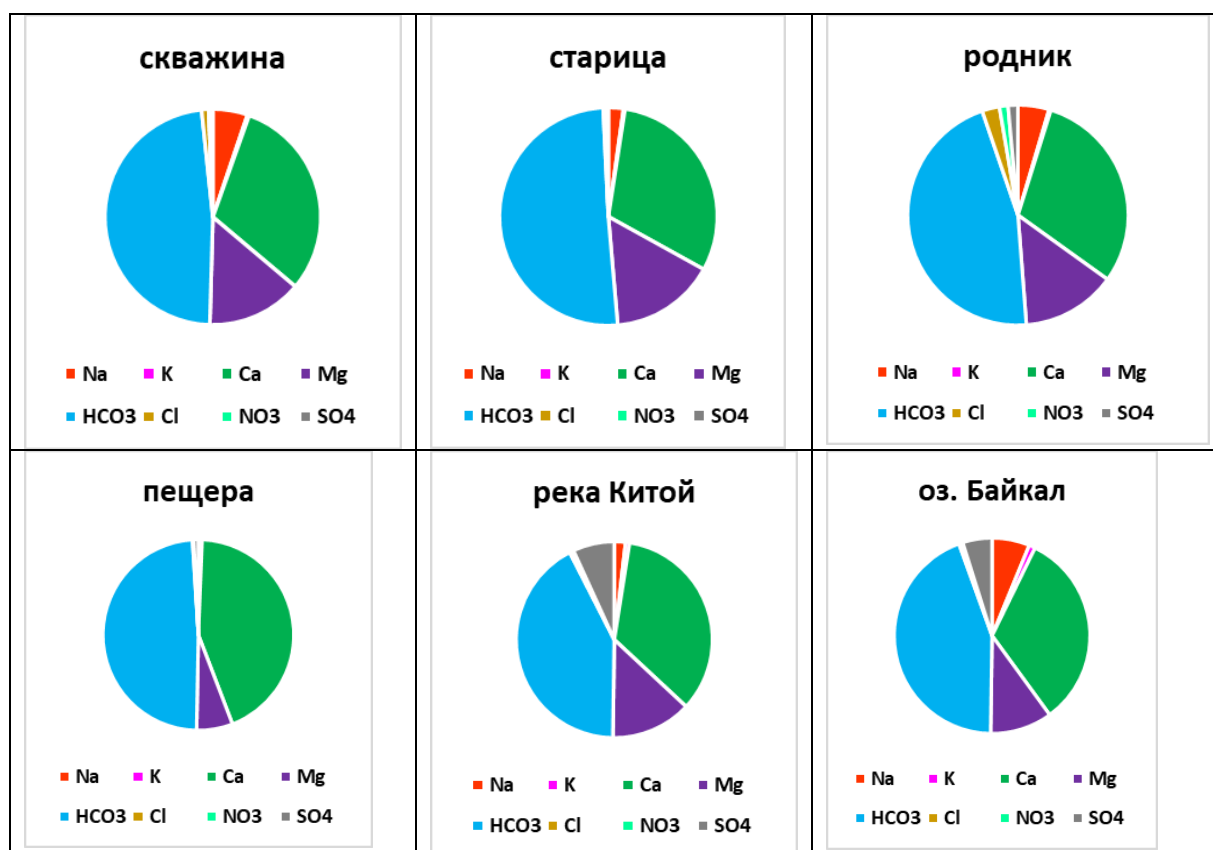 скважина
Na K Ca Mg
HCO3 Cl NO3 SO4
старица
Na K Ca Mg
HCO3 Cl NO3 SO4
родник
Na K Ca Mg
HCO3 Cl NO3 SO4
пещера
Na K Ca Mg
HCO3 Cl NO3 SO4
река Китой
Na K Ca Mg
HCO3 Cl NO3 SO4
оз. Байкал
Na K Ca Mg
HCO3 Cl NO3 SO4